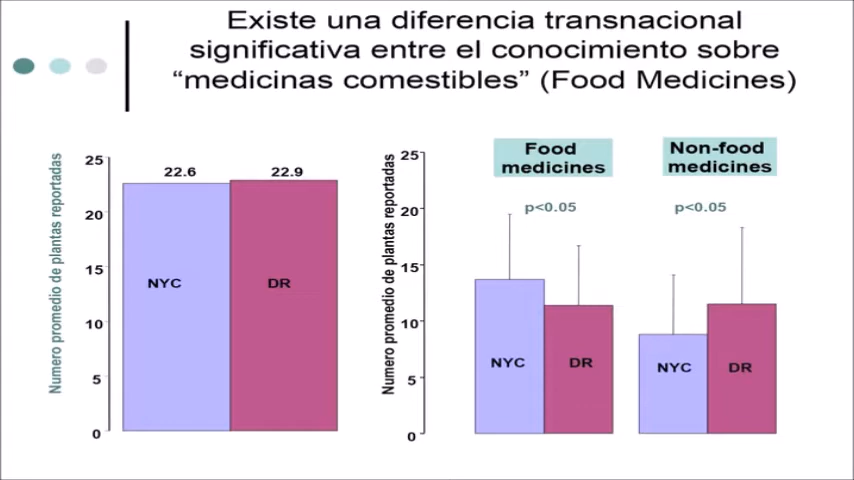 Existe una diferencia transnacional
significativa entre el conocimiento sobre
“medicinas comestibles” (Food Medicines)
Numero promedio de plantas reportadas
25
20
15
10
5
0
22.6
22.9
NYC
DR
Numero promedio de plantas reportadas
25
20
15
10
5
0
Food
medicines
Non-food
medicines
p<0.05
p<0.05
NYC
DR
NYC
DR